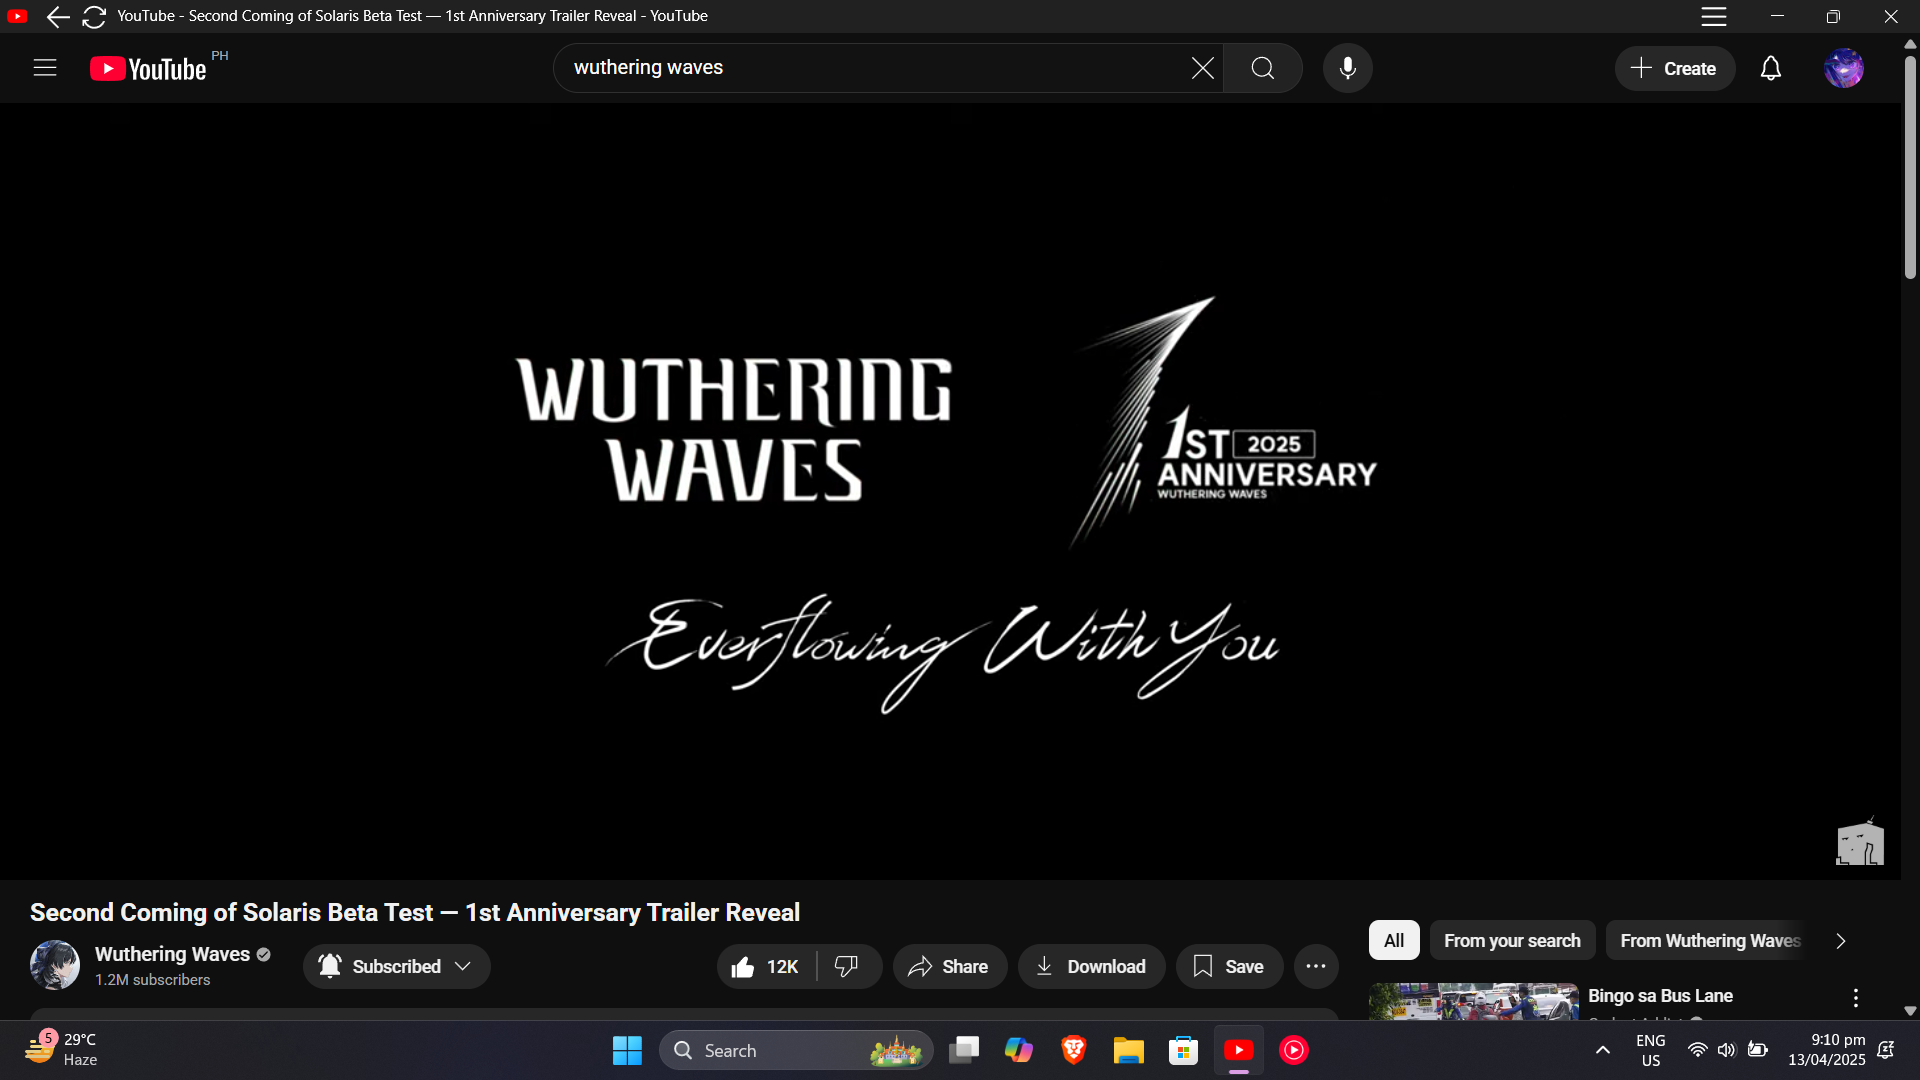 YouTube - Second Coming of Solaris Beta Test — 1st Anniversary Trailer Reveal - YouTube
YouTube PH
wuthering waves
Create
WUTHERING
WAVES
1ST 2025
ANNIVERSARY
WUTHERING WAVES
Everflowing With You
Second Coming of Solaris Beta Test — 1st Anniversary Trailer Reveal
Wuthering Waves
1.2M subscribers
Subscribed
12K
Share
Download
Save
All
From your search
From Wuthering Waves
Bingo sa Bus Lane
5
29°C
Haze
Search
ENG
US
9:10 pm
13/04/2025